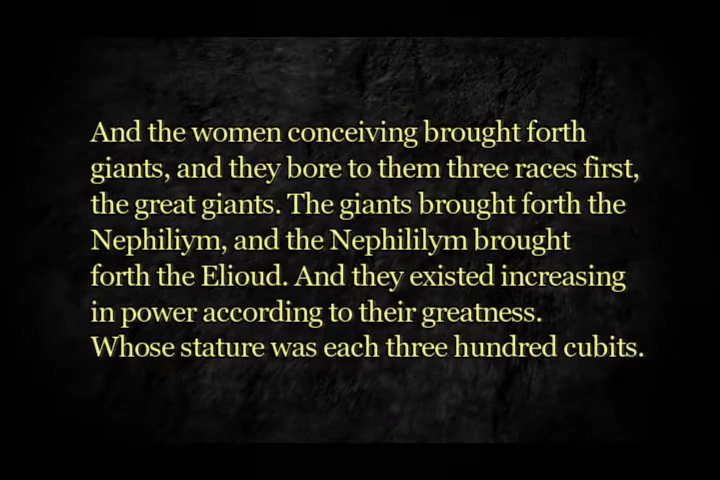 And the women conceiving brought forth
giants, and they bore to them three races first,
the great giants. The giants brought forth the
Nephiliym, and the Nephililym brought
forth the Elioud. And they existed increasing
in power according to their greatness.
Whose stature was each three hundred cubits.